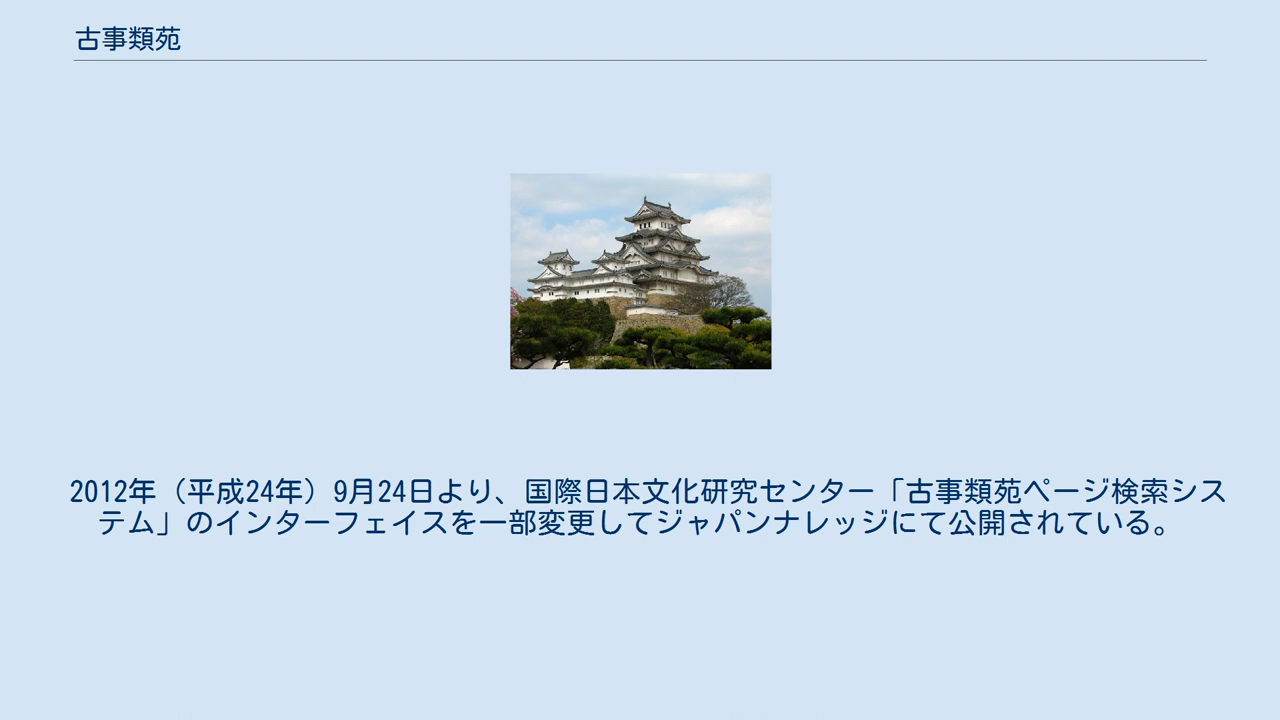 古事類苑
2012年（平成24年）9月24日より、国際日本文化研究センター「古事類苑ページ検索シス
テム」のインターフェイスを一部変更してジャパンナレッジにて公開されている。